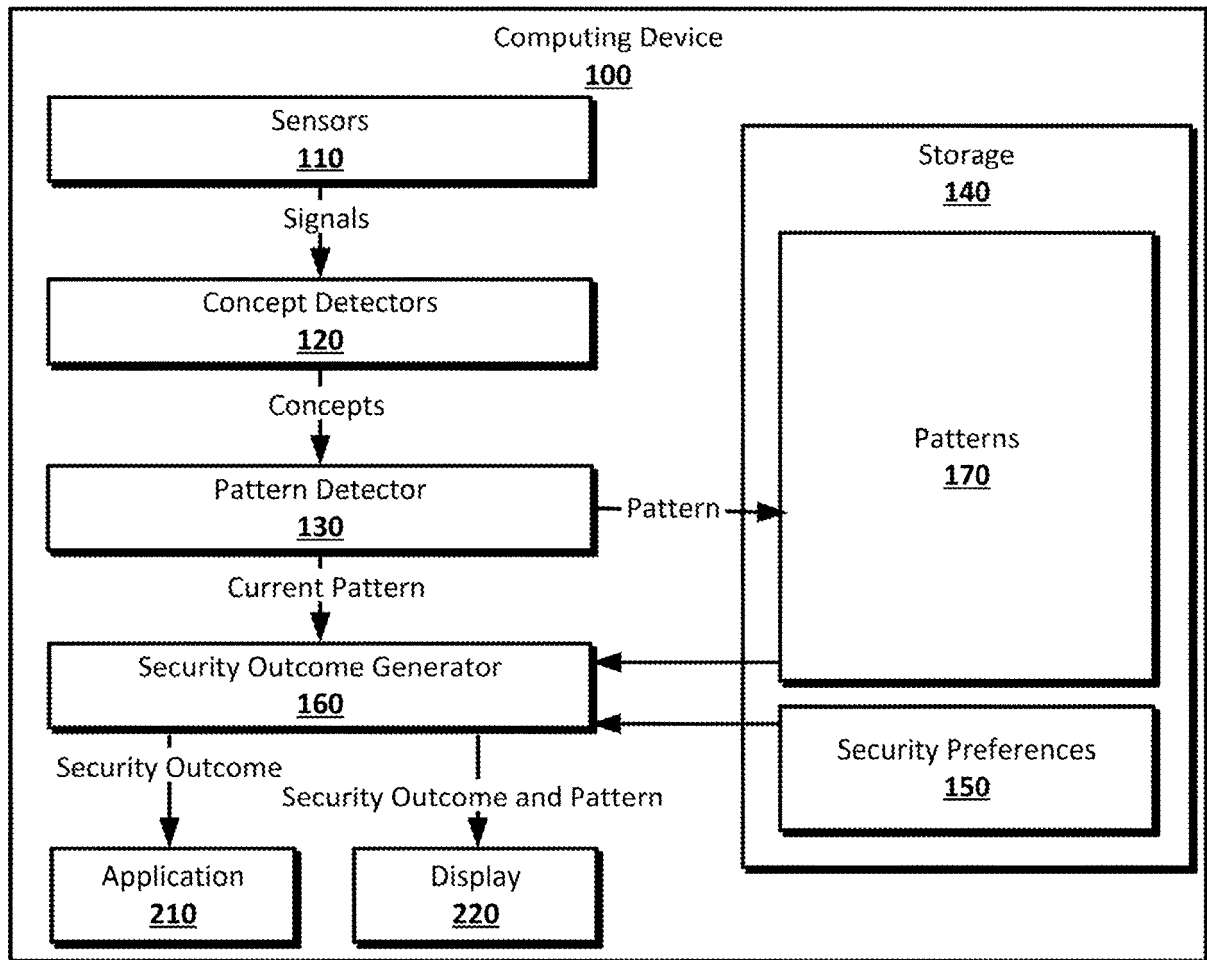 Computing Device
100
Sensors
110
Storage
140
Signals
Concept Detectors
120
Concepts
Patterns
170
Pattern Detector
130
Pattern
Current Pattern
Security Outcome Generator
160
Security Preferences
150
Security Outcome
Security Outcome and Pattern
Application
210
Display
220